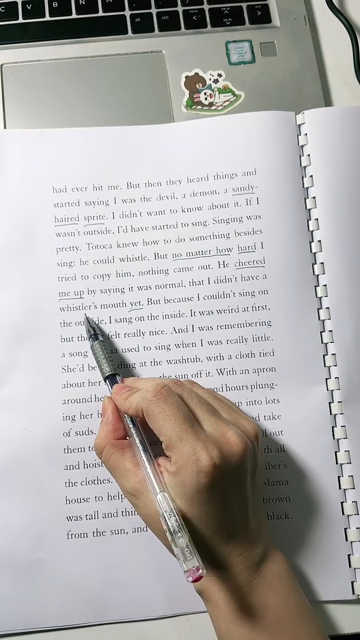 C V B N M < > ?
had ever hit me. But then they heard things and
started saying I was the devil, a demon, a sandy-
haired sprite. I didn't want to know about it. If I
wasn't outside, I'd have started to sing. Singing was
pretty. Totoca knew how to do something besides
sing: he could whistle. But no matter how hard I
tried to copy him, nothing came out. He cheered
me up by saying it was normal, that I didn't have a
whistler's mouth yet. But because I couldn't sing on
the outside, I sang on the inside. It was weird at first,
but felt really nice. And I was remembering
a song used to sing when I was really little.
She'd be at the washtub, with a cloth tied
about her the sun off it. With an apron
around he hours plung-
ing her h up into lots
of suds. take
them to out
and hoist all
the clothes.
house to help Mama
was tall and thin brown
from the sun, and black.